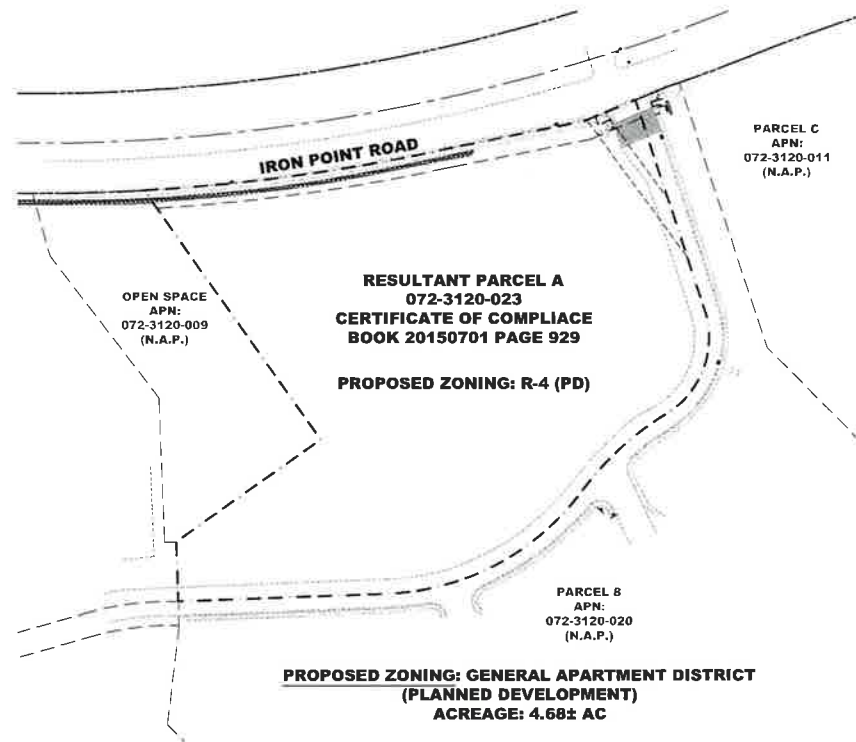 IRON POINT ROAD
PARCEL C
APN:
072-3120-011
(N.A.P.)
OPEN SPACE
APN:
072-3120-009
(N.A.P.)
RESULTANT PARCEL A
072-3120-023
CERTIFICATE OF COMPLIACE
BOOK 20150701 PAGE 929
PROPOSED ZONING: R-4 (PD)
PARCEL B
APN:
072-3120-020
(N.A.P.)
PROPOSED ZONING: GENERAL APARTMENT DISTRICT
(PLANNED DEVELOPMENT)
ACREAGE: 4.68± AC